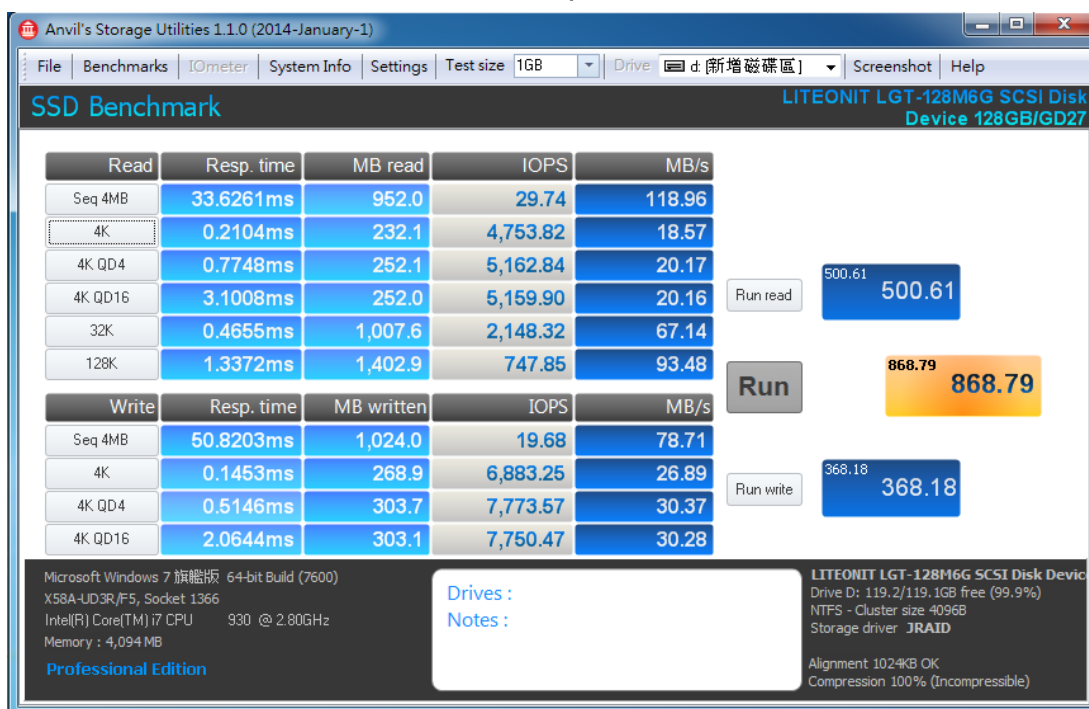 Anvil's Storage Utilities 1.1.0 (2014-January-1)
File Benchmarks IOmeter System Info Settings Test size 1GB Drive d: [新增磁碟區] Screenshot Help
SSD Benchmark
LITEONIT LGT-128M6G SCSI Disk
Device 128GB/GD27
Read Resp. time MB read IOPS MB/s
Seq 4MB 33.6261ms 952.0 29.74 118.96
4K 0.2104ms 232.1 4,753.82 18.57
4K QD4 0.7748ms 252.1 5,162.84 20.17
4K QD16 3.1008ms 252.0 5,159.90 20.16
32K 0.4655ms 1,007.6 2,148.32 67.14
128K 1.3372ms 1,402.9 747.85 93.48
Run read 500.61 500.61
Run 868.79 868.79
Write Resp. time MB written IOPS MB/s
Seq 4MB 50.8203ms 1,024.0 19.68 78.71
4K 0.1453ms 268.9 6,883.25 26.89
4K QD4 0.5146ms 303.7 7,773.57 30.37
4K QD16 2.0644ms 303.1 7,750.47 30.28
Run write 368.18 368.18
Microsoft Windows 7 旗艦版 64-bit Build (7600)
X58A-UD3R/F5, Socket 1366
Intel(R) Core(TM) i7 CPU 930 @ 2.80GHz
Memory : 4,094 MB
Professional Edition
Drives :
Notes :
LITEONIT LGT-128M6G SCSI Disk Devic
Drive D: 119.2/119.1GB free (99.9%)
NTFS - Cluster size 4096B
Storage driver JRAID
Alignment 1024KB OK
Compression 100% (Incompressible)